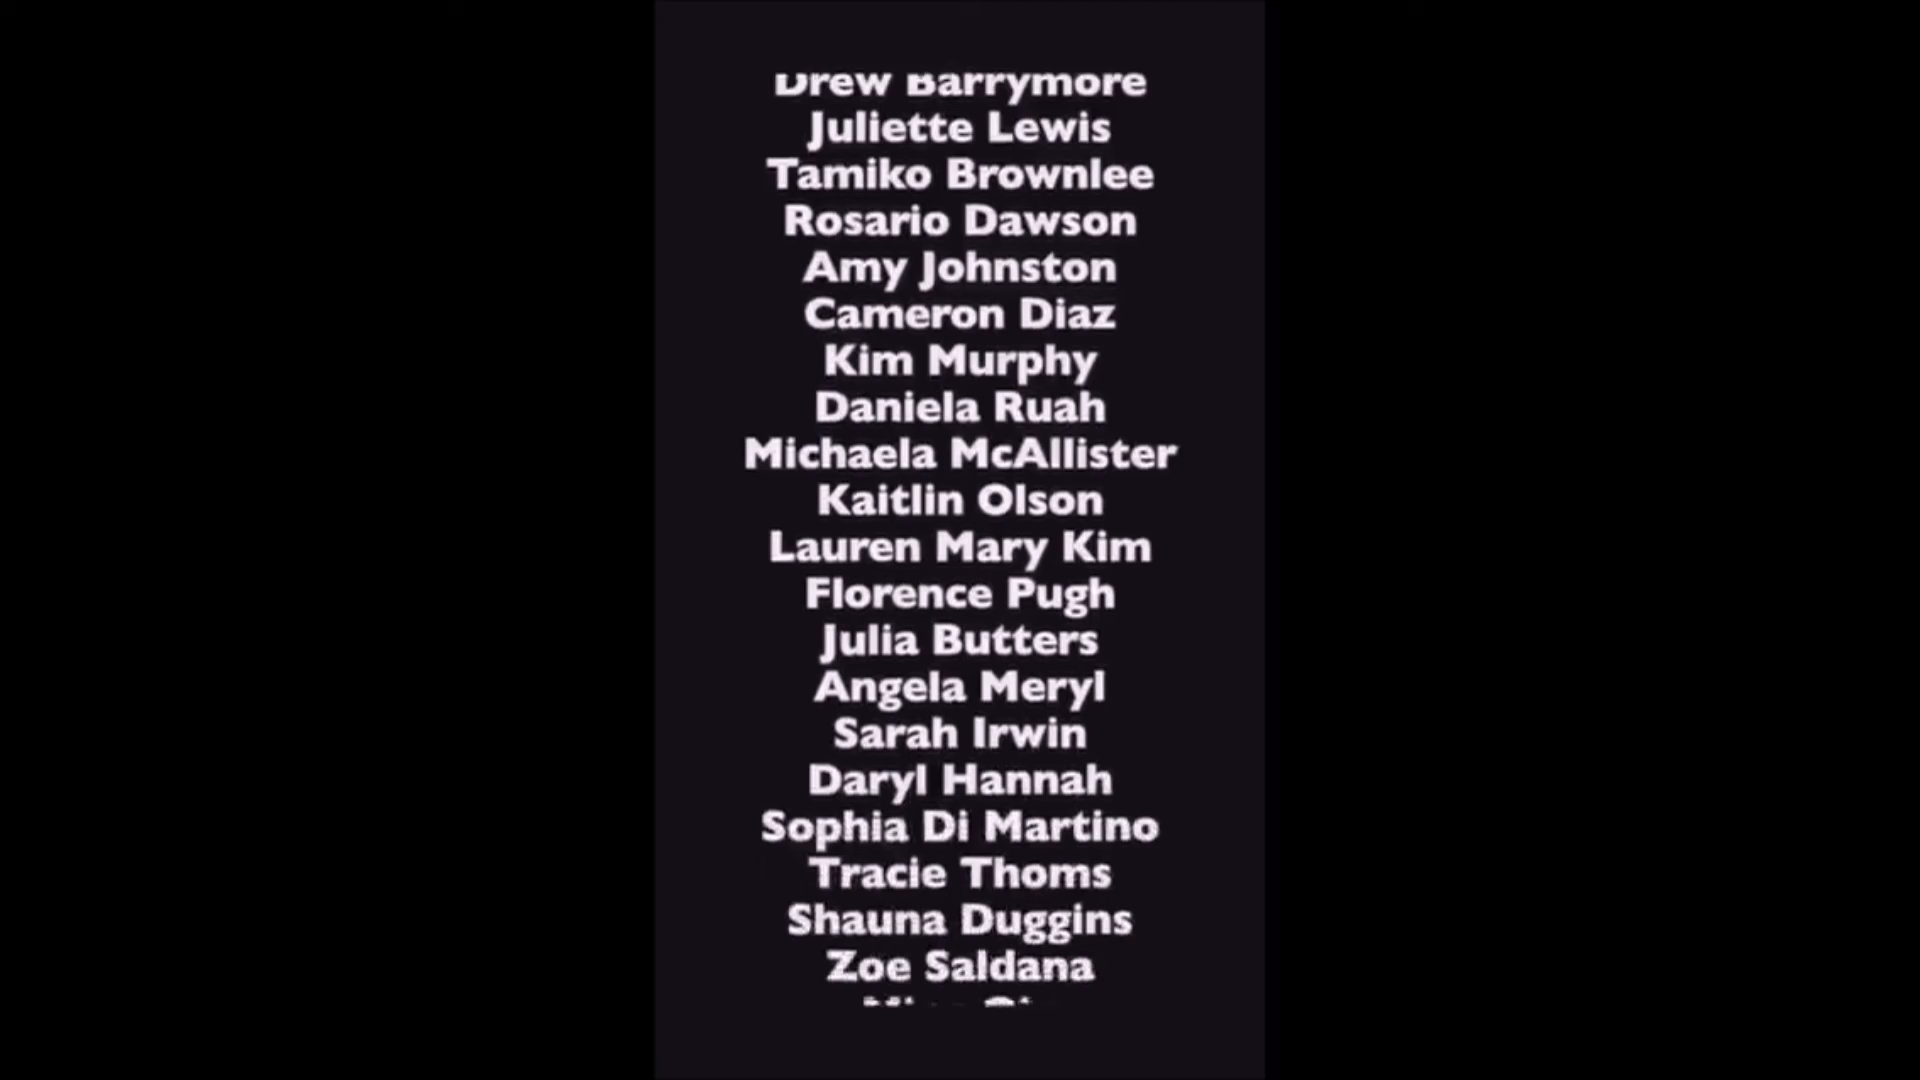 Drew Barrymore
Juliette Lewis
Tamiko Brownlee
Rosario Dawson
Amy Johnston
Cameron Diaz
Kim Murphy
Daniela Ruah
Michaela McAllister
Kaitlin Olson
Lauren Mary Kim
Florence Pugh
Julia Butters
Angela Meryl
Sarah Irwin
Daryl Hannah
Sophia Di Martino
Tracie Thoms
Shauna Duggins
Zoe Saldana